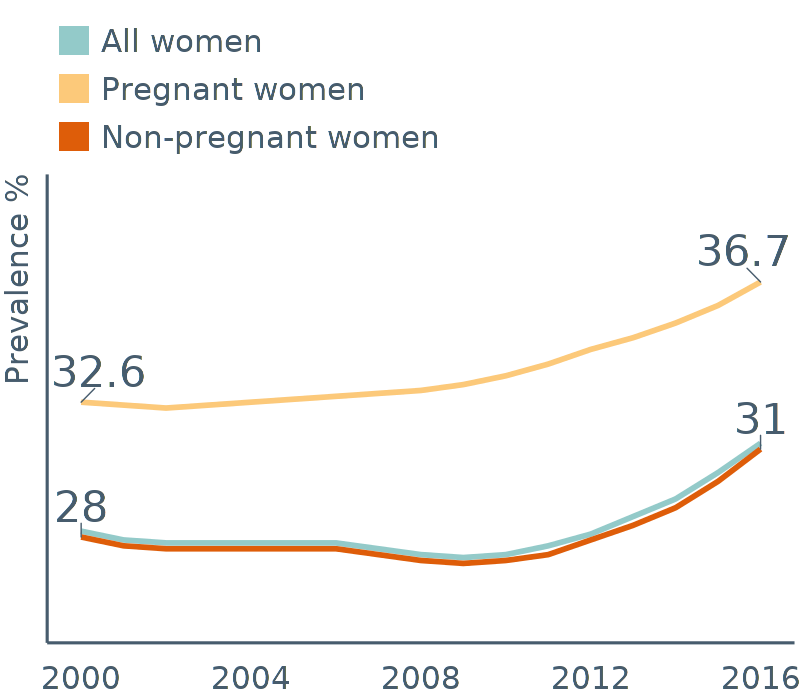 All women
Pregnant women
Non-pregnant women
Prevalence %
36.7
32.6
31
28
2000 2004 2008 2012 2016